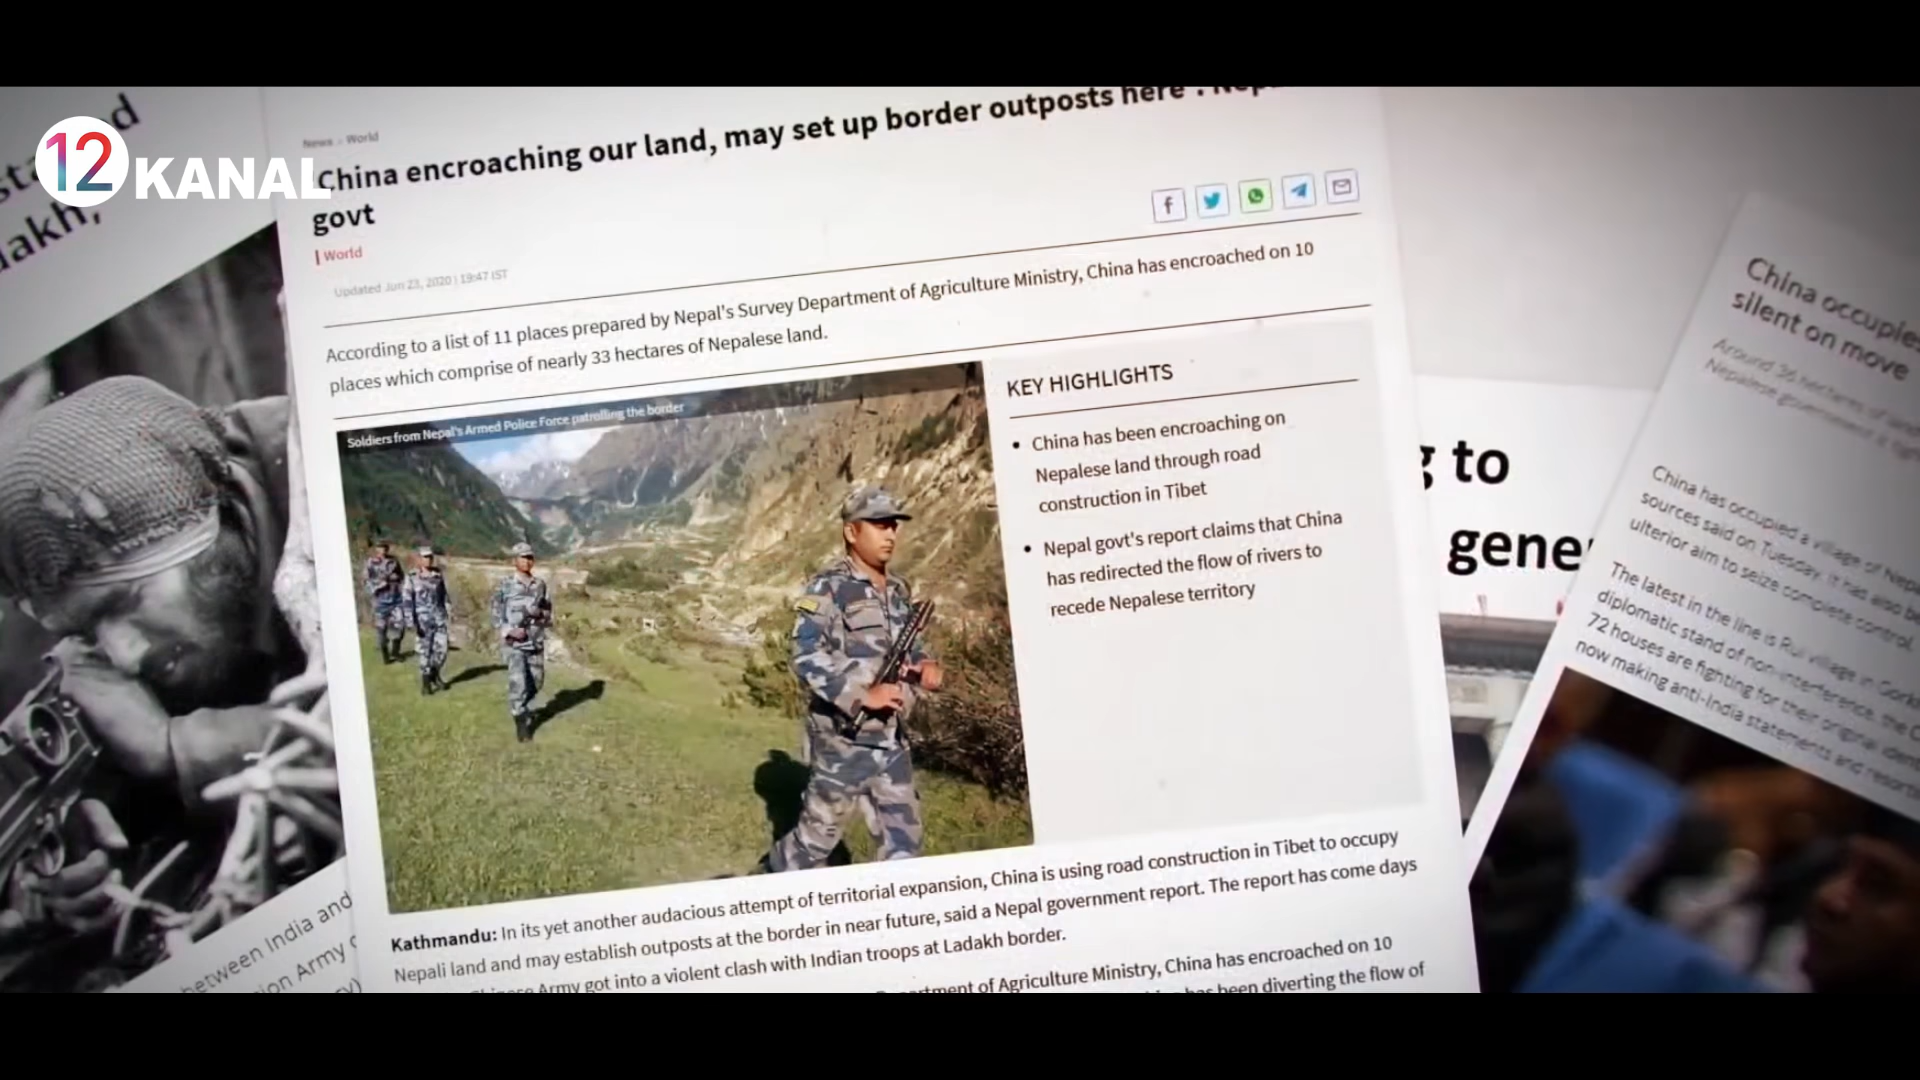 12 KANAL
News › World
'China encroaching our land, may set up border outposts here':
govt
World
Updated Jun 23, 2020 | 19:47 IST
According to a list of 11 places prepared by Nepal's Survey Department of Agriculture Ministry, China has encroached on 10
places which comprise of nearly 33 hectares of Nepalese land.
Soldiers from Nepal's Armed Police Force patrolling the border
KEY HIGHLIGHTS
• China has been encroaching on
Nepalese land through road
construction in Tibet
• Nepal govt's report claims that China
has redirected the flow of rivers to
recede Nepalese territory
Kathmandu: In its yet another audacious attempt of territorial expansion, China is using road construction in Tibet to occupy
Nepali land and may establish outposts at the border in near future, said a Nepal government report. The report has come days
Army got into a violent clash with Indian troops at Ladakh border.
of Agriculture Ministry, China has encroached on 10
has been diverting the flow of
between India and
Army
to
China occupies
silent on move
Around 36 hectares of
Nepalese government
China has occupied a village of
sources said on Tuesday. It has also
ulterior aim to seize complete control.
The latest in the line is Rui village in
diplomatic stand of non-interference, the
72 houses are fighting for their original
now making anti-India statements and